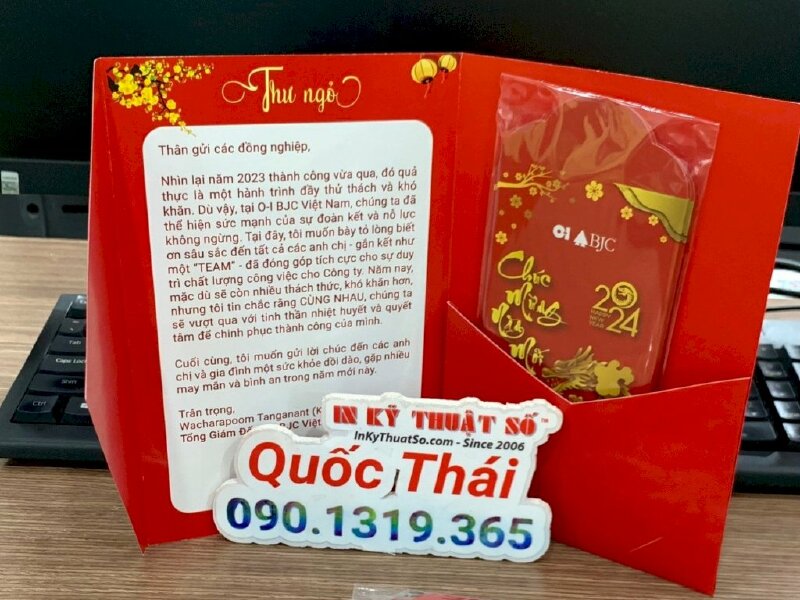 Thư ngỏ
Thân gửi các đồng nghiệp,
Nhìn lại năm 2023 thành công vừa qua, đó quả
thực là một hành trình đầy thử thách và khó
khăn. Dù vậy, tại O-I BJC Việt Nam, chúng ta đã
thể hiện sức mạnh của sự đoàn kết và nỗ lực
không ngừng. Tại đây, tôi muốn bày tỏ lòng biết
ơn sâu sắc đến tất cả các anh chị - gắn kết như
một "TEAM" - đã đóng góp tích cực cho sự duy
trì chất lượng công việc cho Công ty. Năm nay,
mặc dù sẽ còn nhiều thách thức, khó khăn hơn,
nhưng tôi tin chắc rằng CÙNG NHAU, chúng ta
sẽ vượt qua với tinh thần nhiệt huyết và quyết
tâm để chinh phục thành công của mình.
Cuối cùng, tôi muốn gửi lời chúc đến các anh
chị và gia đình một sức khỏe dồi dào, gặp nhiều
may mắn và bình an trong năm mới này.
Trân trọng,
Wacharapoom Tanganant (K
Tổng Giám Đ BJC Việt
O-I BJC
Chúc
Mừng
Năm
Mới
2024
HAPPY
NEW YEAR
IN KỸ THUẬT SỐ™
InKyThuatSo.com - Since 2006
Quốc Thái
090.1319.365
Caps Lock
Shift
Ctrl